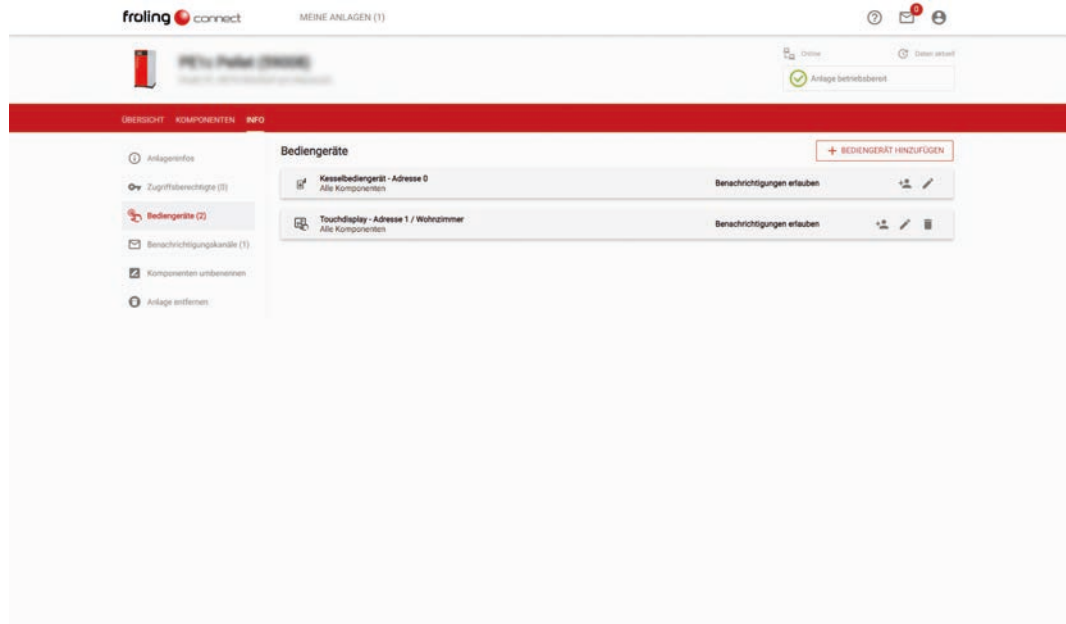 froling connect
MEINE ANLAGEN (1)
0
Online
Daten aktuell
Anlage betriebsbereit
ÜBERSICHT KOMPONENTEN INFO
Anlageninfos
Zugriffsberechtigte (0)
Bediengeräte (2)
Benachrichtigungskanäle (1)
Komponenten umbenennen
Anlage entfernen
Bediengeräte
+ BEDIENGERÄT HINZUFÜGEN
Kesselbediengerät - Adresse 0
Alle Komponenten
Benachrichtigungen erlauben
Touchdisplay - Adresse 1 / Wohnzimmer
Alle Komponenten
Benachrichtigungen erlauben